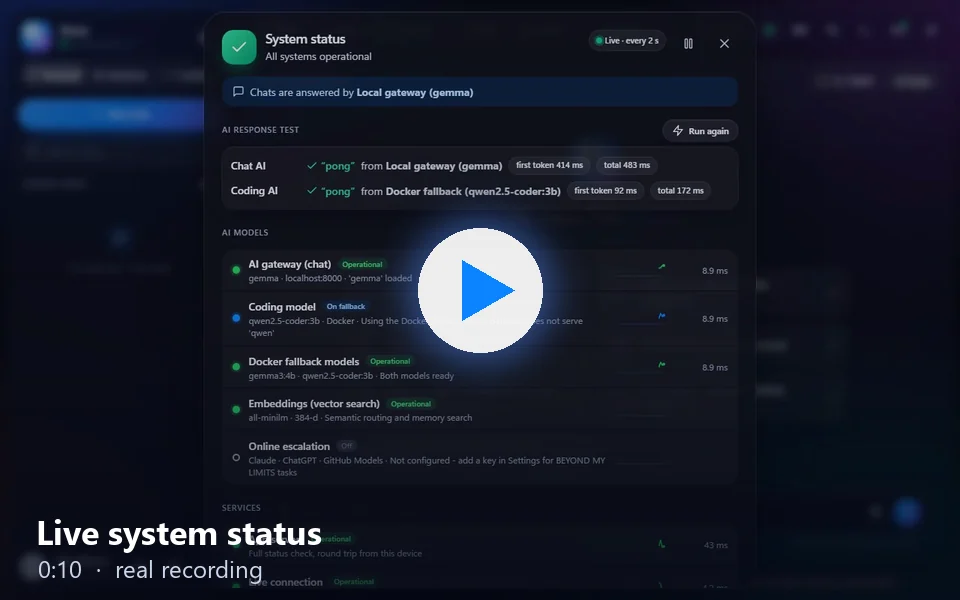 System status
All systems operational
Live · every 2 s
Chats are answered by Local gateway (gemma)
AI RESPONSE TEST
Run again
Chat AI ✓ "pong" from Local gateway (gemma) first token 414 ms total 483 ms
Coding AI ✓ "pong" from Docker fallback (qwen2.5-coder:3b) first token 92 ms total 172 ms
AI MODELS
AI gateway (chat) Operational
gemma · localhost:8000 · 'gemma' loaded
8.9 ms
Coding model On fallback
qwen2.5-coder:3b · Docker · Using the Docke es not serve
'qwen'
8.9 ms
Docker fallback models Operational
gemma3:4b · qwen2.5-coder:3b · Both models ready
8.9 ms
Embeddings (vector search) Operational
all-minilm · 384-d · Semantic routing and memory search
Online escalation Off
Claude · ChatGPT · GitHub Models · Not configured - add a key in Settings for BEYOND MY
LIMITS tasks
SERVICES
Full status check, round trip from this device
43 ms
Live system status
0:10 · real recording
Live connection Operational